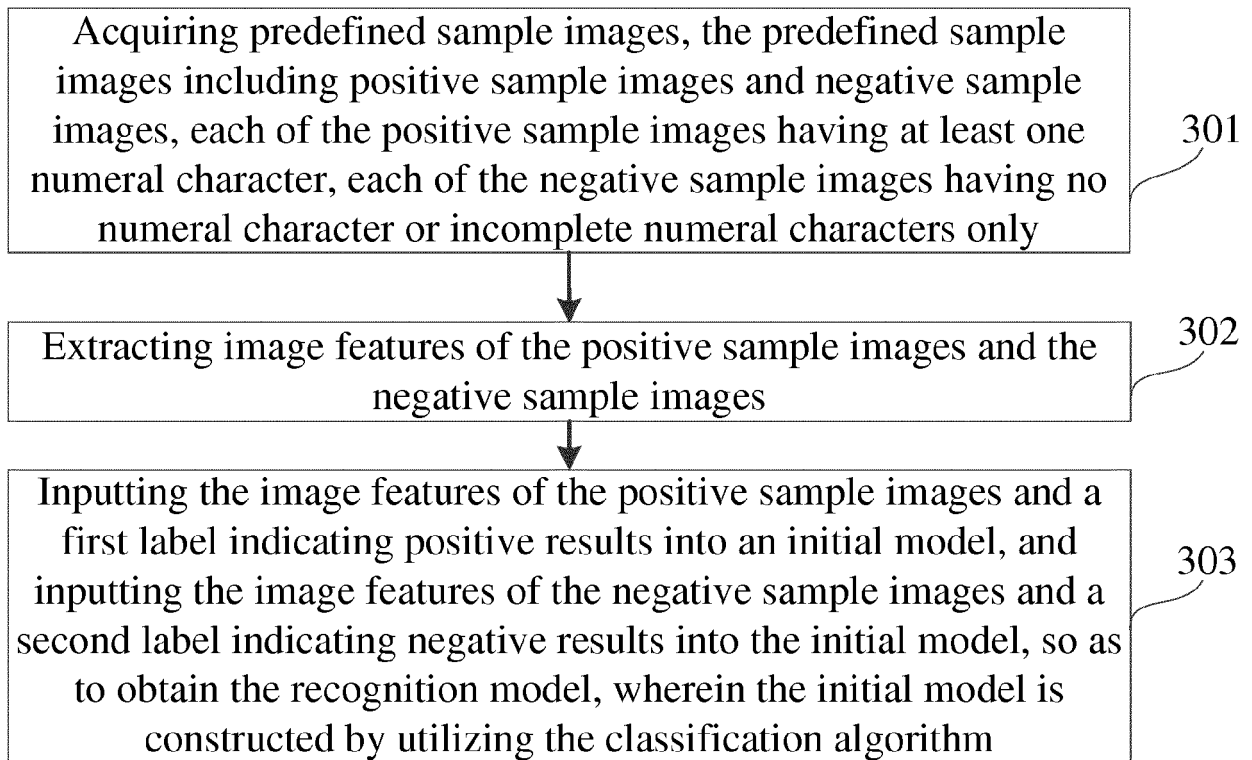 Acquiring predefined sample images, the predefined sample
images including positive sample images and negative sample
images, each of the positive sample images having at least one
numeral character, each of the negative sample images having no
numeral character or incomplete numeral characters only
301
Extracting image features of the positive sample images and the
negative sample images
302
Inputting the image features of the positive sample images and a
first label indicating positive results into an initial model, and
inputting the image features of the negative sample images and a
second label indicating negative results into the initial model, so as
to obtain the recognition model, wherein the initial model is
constructed by utilizing the classification algorithm
303